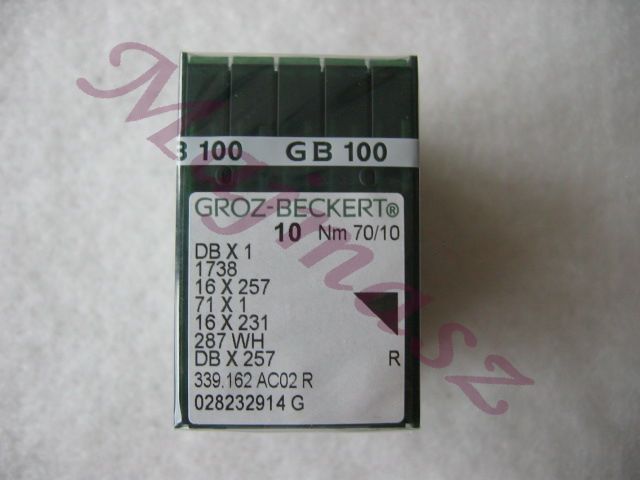 B 100 GB 100
GROZ-BECKERT®
10 Nm 70/10
DB X 1
1738
16 X 257
71 X 1
16 X 231
287 WH
DB X 257 R
339.162 AC02 R
028232914 G
Majinasz